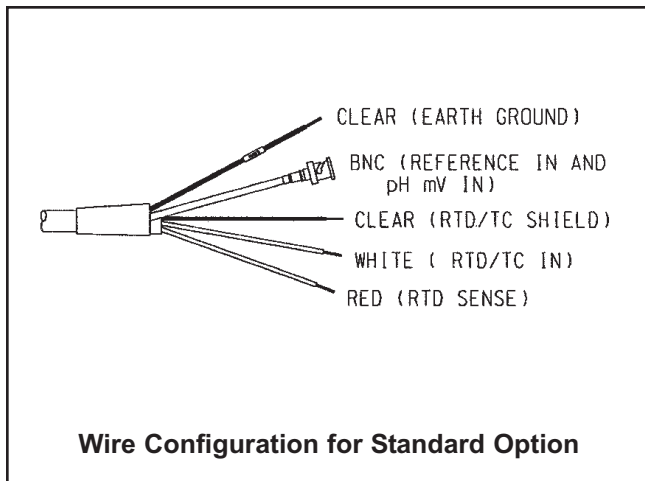 CLEAR (EARTH GROUND)
BNC (REFERENCE IN AND
pH mV IN)
CLEAR (RTD/TC SHIELD)
WHITE ( RTD/TC IN)
RED (RTD SENSE)
Wire Configuration for Standard Option